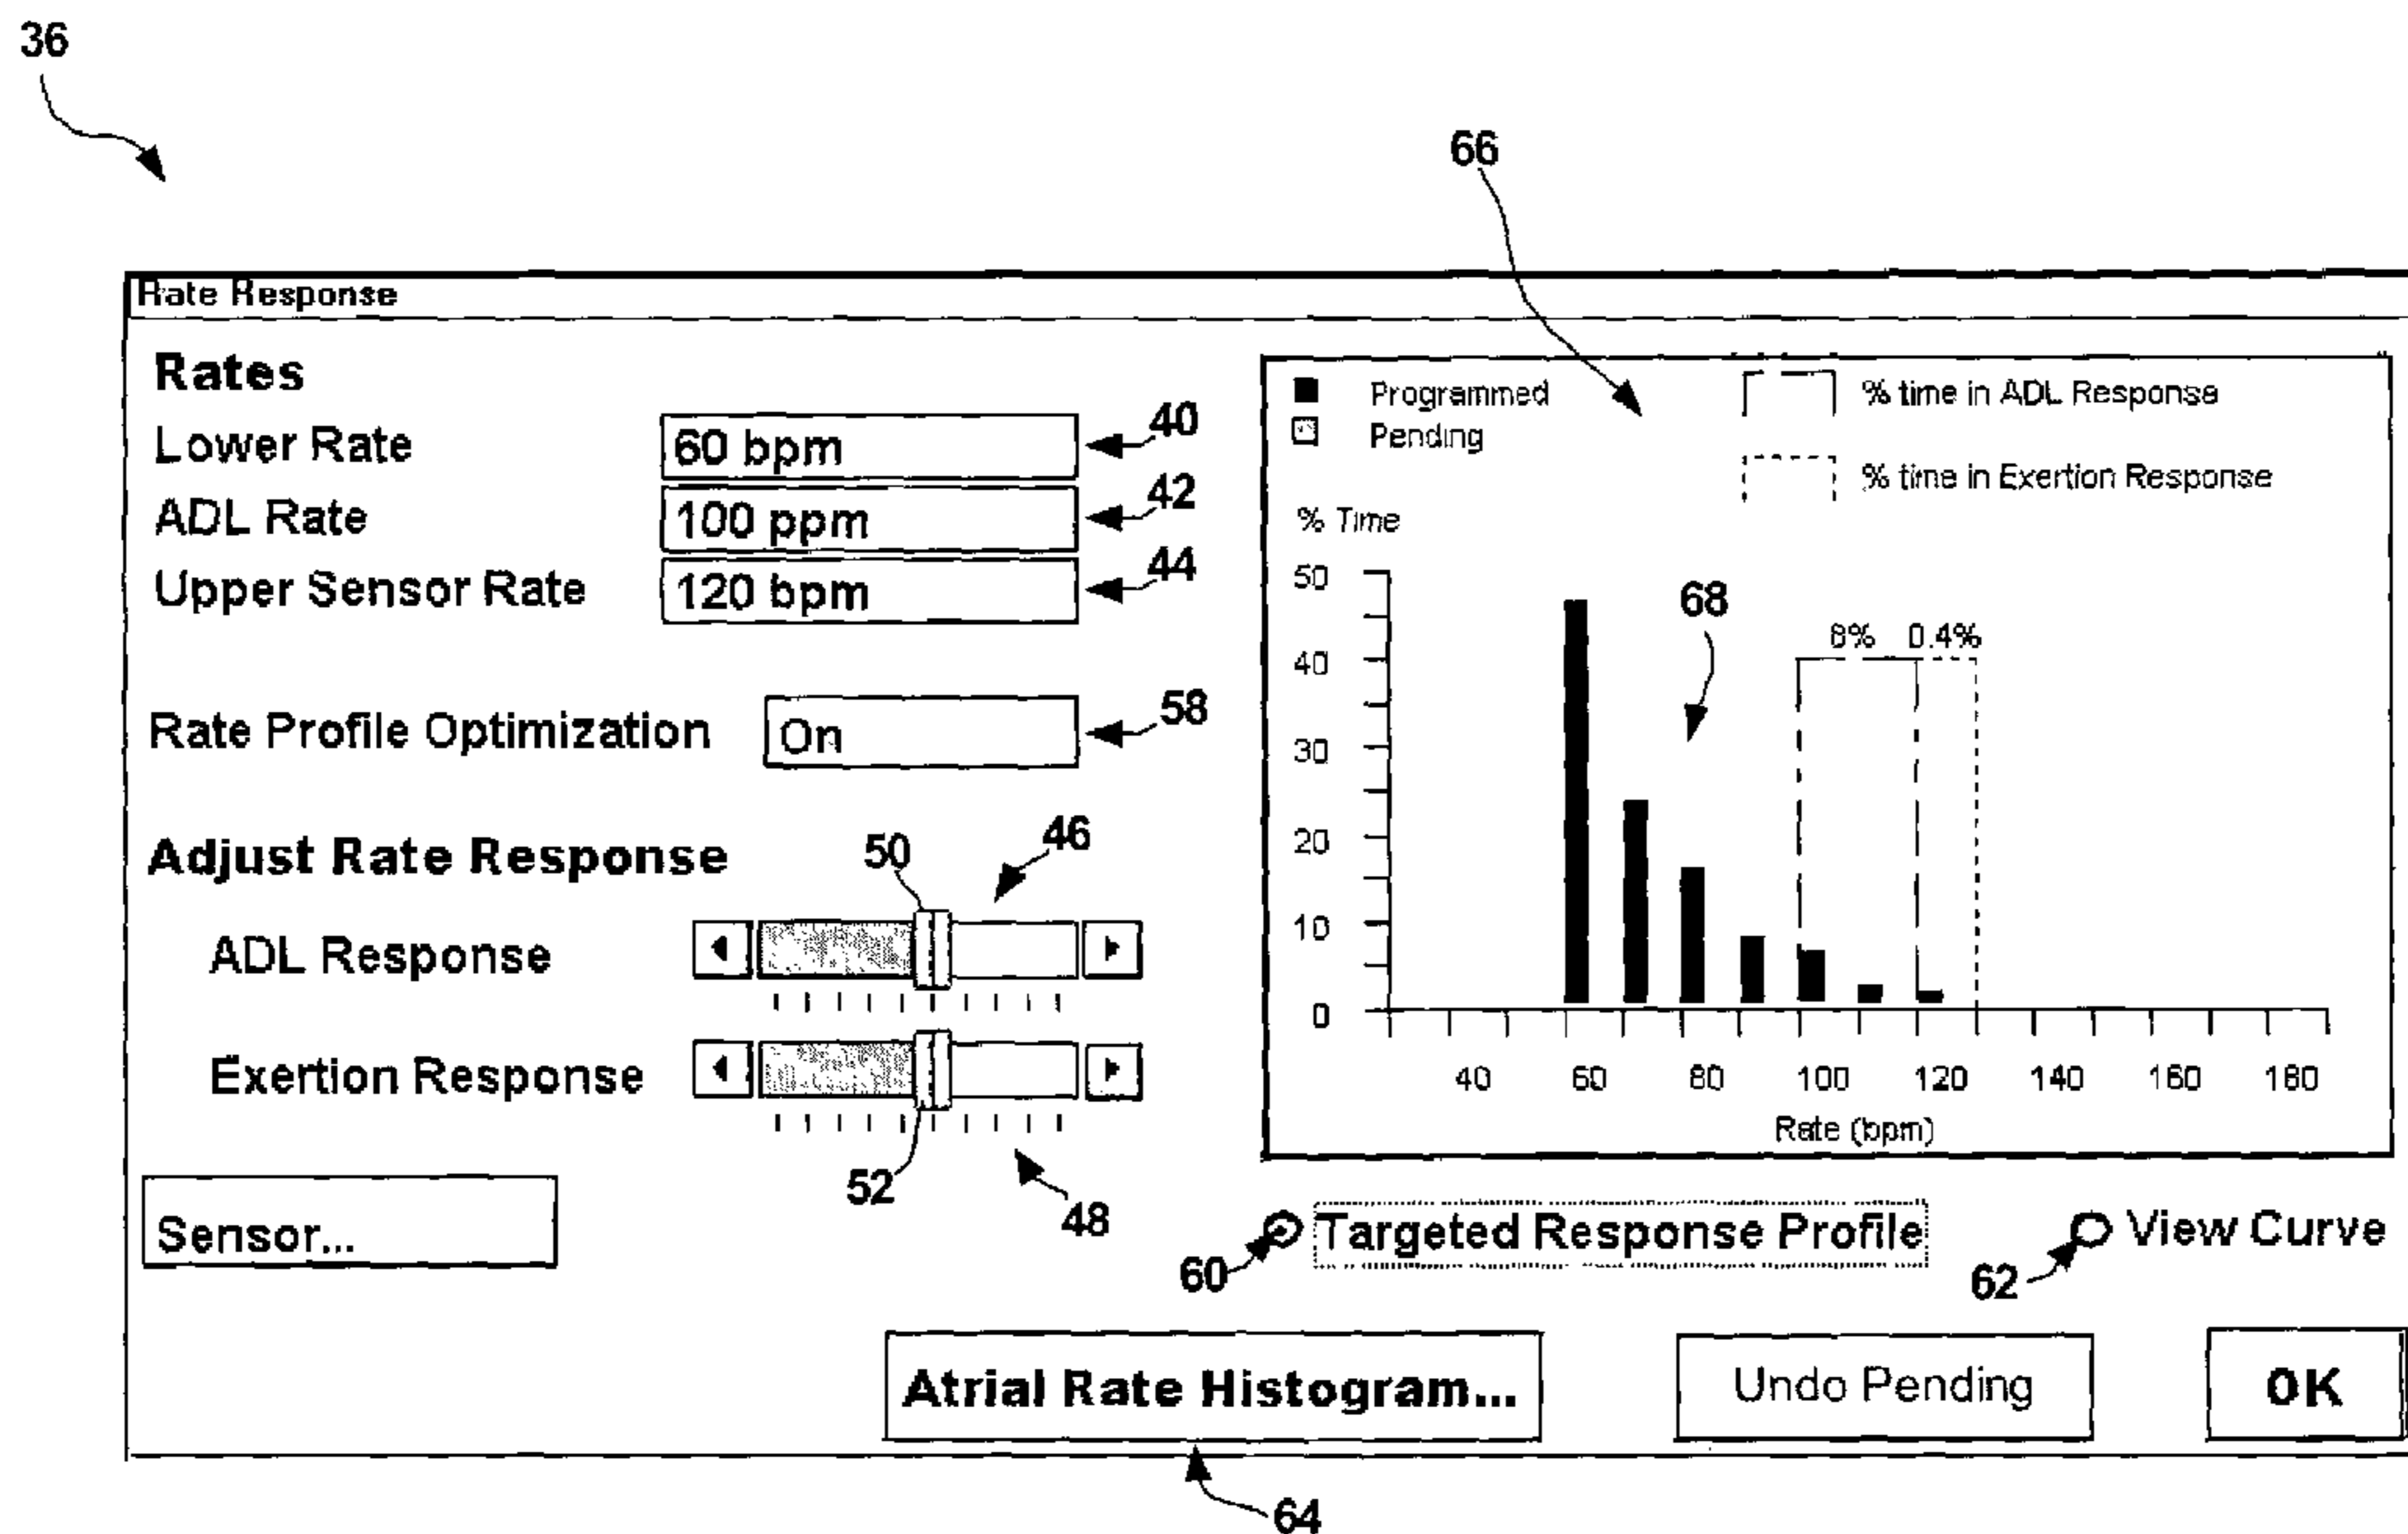 36
66
Rate Response
Rates
Lower Rate
60 bpm
40
ADL Rate
100 ppm
42
Upper Sensor Rate
120 bpm
44
Rate Profile Optimization
On
58
Adjust Rate Response
50
46
ADL Response
Exertion Response
52
48
Sensor...
Programmed
Pending
% time in ADL Response
% time in Exertion Response
% Time
50
40
30
20
10
0
68
8% 0.4%
40 60 80 100 120 140 160 180
Rate (bpm)
Targeted Response Profile
60
View Curve
62
Atrial Rate Histogram...
Undo Pending
OK
64